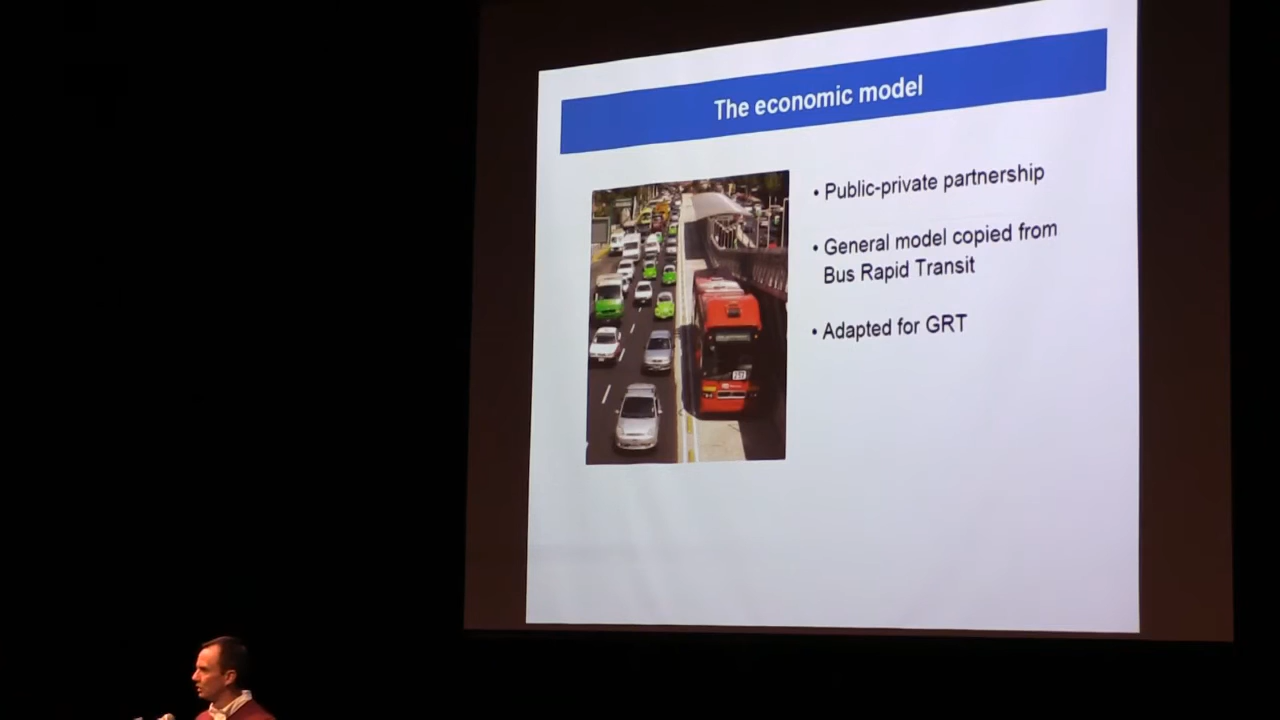 The economic model
• Public-private partnership
• General model copied from
Bus Rapid Transit
• Adapted for GRT